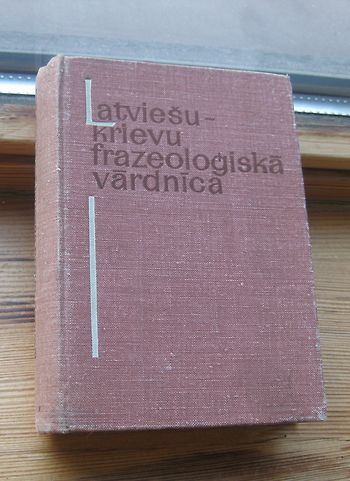 Latviešu-
krievu
frazeoloģiskā
vārdnīca